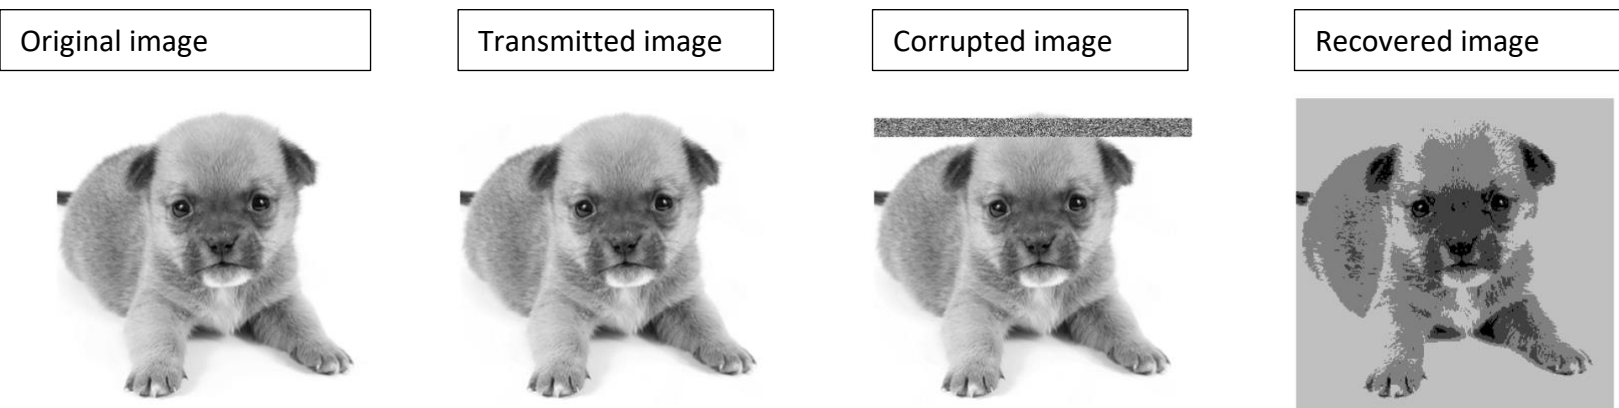 Original image
Transmitted image
Corrupted image
Recovered image